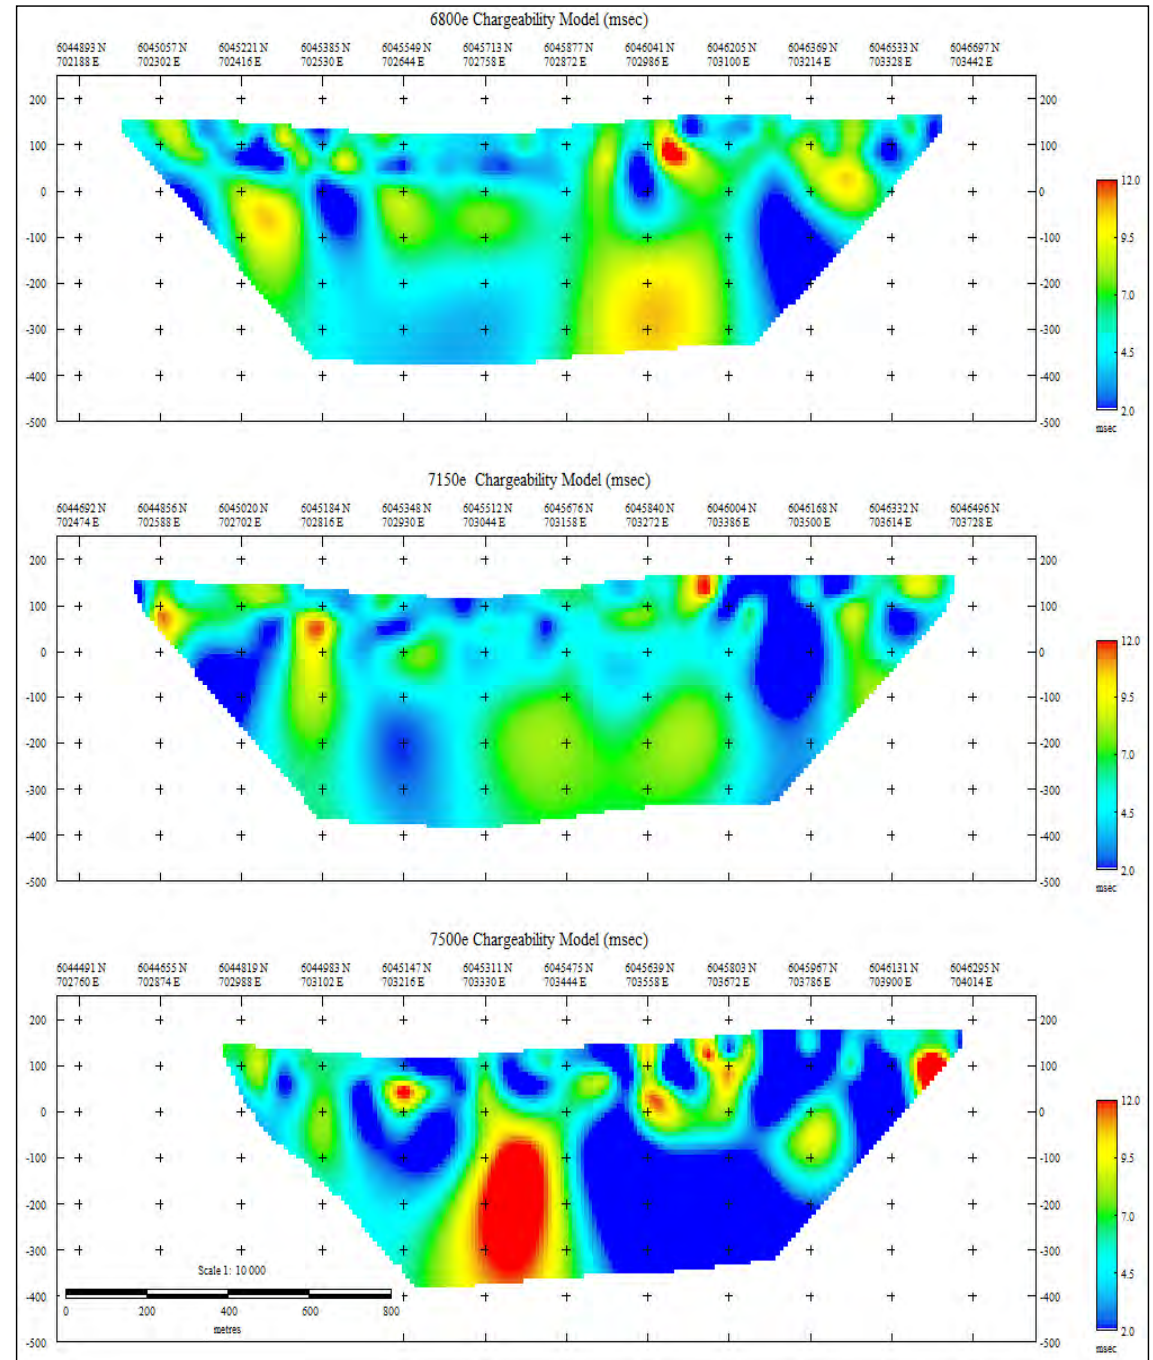 6800e Chargeability Model (msec)
6044893 N 6045057 N 6045221 N 6045385 N 6045549 N 6045713 N 6045877 N 6046041 N 6046205 N 6046369 N 6046533 N 6046697 N
702188 E 702302 E 702416 E 702530 E 702644 E 702758 E 702872 E 702986 E 703100 E 703214 E 703328 E 703442 E
200 200
100 100
0 0 12.0
-100 -100 9.5
-200 -200 7.0
-300 -300 4.5
-400 -400 2.0
-500 -500 msec
7150e Chargeability Model (msec)
6044692 N 6044856 N 6045020 N 6045184 N 6045348 N 6045512 N 6045676 N 6045840 N 6046004 N 6046168 N 6046332 N 6046496 N
702474 E 702588 E 702702 E 702816 E 702930 E 703044 E 703158 E 703272 E 703386 E 703500 E 703614 E 703728 E
200 200
100 100
0 0 12.0
-100 -100 9.5
-200 -200 7.0
-300 -300 4.5
-400 -400 2.0
-500 -500 msec
7500e Chargeability Model (msec)
6044491 N 6044655 N 6044819 N 6044983 N 6045147 N 6045311 N 6045475 N 6045639 N 6045803 N 6045967 N 6046131 N 6046295 N
702760 E 702874 E 702988 E 703102 E 703216 E 703330 E 703444 E 703558 E 703672 E 703786 E 703900 E 704014 E
200 200
100 100
0 0 12.0
-100 -100 9.5
-200 -200 7.0
-300 -300 4.5
Scale 1: 10 000
-400 -400 2.0
0 200 400 600 800
metres
-500 -500 msec